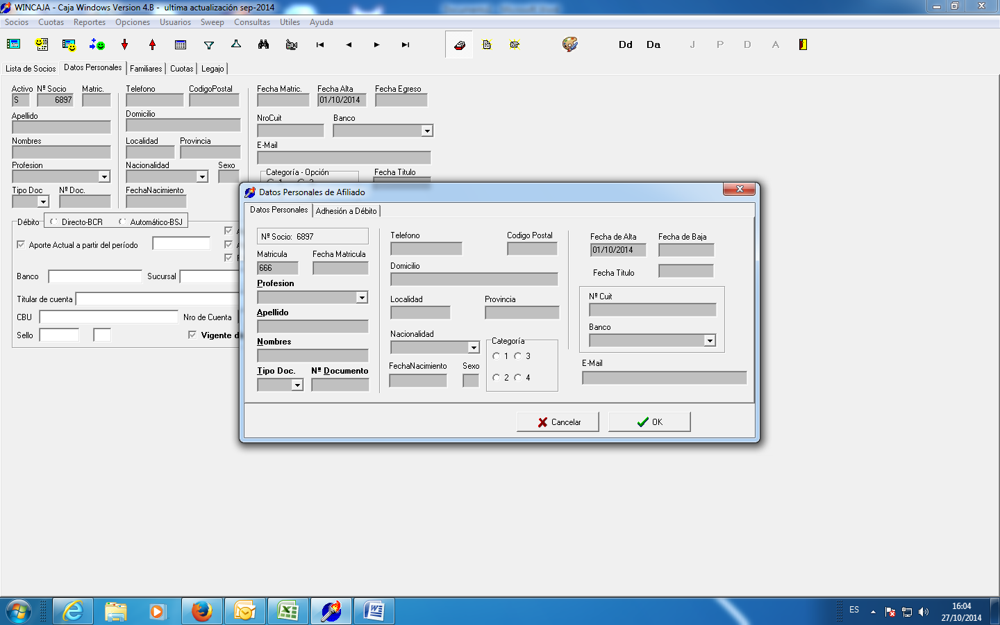 WINCAJA - Caja Windows Version 4.B - ultima actualización sep-2014
Socios Cuotas Reportes Opciones Usuarios Sweep Consultas Utiles Ayuda
Dd Da J P D A
Lista de Socios Datos Personales Familiares Cuotas Legajo
Activo Nº Socio Matric. Telefono CodigoPostal Fecha Matric. Fecha Alta Fecha Egreso
S 6897 01/10/2014
Apellido Domicilio NroCuit Banco
Nombres Localidad Provincia E-Mail
Profesion Nacionalidad Sexo Categoría - Opción Fecha Titulo
Tipo Doc Nº Doc. FechaNacimiento
Débito Directo-BCR Automático-BSJ
Aporte Actual a partir del período
Banco Sucursal
Titular de cuenta
CBU Nro de Cuenta
Sello Vigente d
Datos Personales de Afiliado
Datos Personales Adhesión a Débito
Nº Socio: 6897 Telefono Codigo Postal Fecha de Alta Fecha de Baja
01/10/2014
Matricula Fecha Matricula Domicilio Fecha Titulo
666
Profesion
Localidad Provincia Nº Cuit
Apellido
Nacionalidad Categoría Banco
Nombres 1 3
FechaNacimiento Sexo E-Mail
Tipo Doc. Nº Documento 2 4
Cancelar OK
ES 16:04
27/10/2014